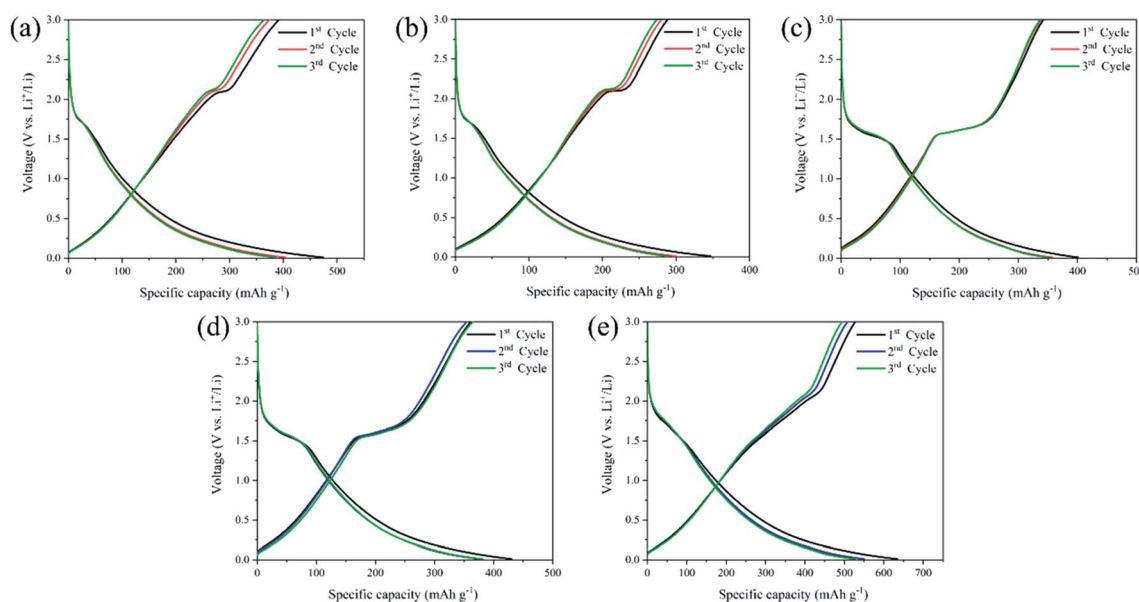 (a)
1st Cycle
2nd Cycle
3rd Cycle
Voltage (V vs. Li+/Li)
3.0
2.5
2.0
1.5
1.0
0.5
0.0
0 100 200 300 400 500
Specific capacity (mAh g-1)
(b)
1st Cycle
2nd Cycle
3rd Cycle
Voltage (V vs. Li+/Li)
3.0
2.5
2.0
1.5
1.0
0.5
0.0
0 100 200 300 400
Specific capacity (mAh g-1)
(c)
1st Cycle
2nd Cycle
3rd Cycle
Voltage (V vs. Li+/Li)
3.0
2.5
2.0
1.5
1.0
0.5
0.0
0 100 200 300 400
Specific capacity (mAh g-1)
(d)
1st Cycle
2nd Cycle
3rd Cycle
Voltage (V vs. Li+/Li)
3.0
2.5
2.0
1.5
1.0
0.5
0.0
0 100 200 300 400 500
Specific capacity (mAh g-1)
(e)
1st Cycle
2nd Cycle
3rd Cycle
Voltage (V vs. Li+/Li)
3.0
2.5
2.0
1.5
1.0
0.5
0.0
0 100 200 300 400 500 600 700
Specific capacity (mAh g-1)